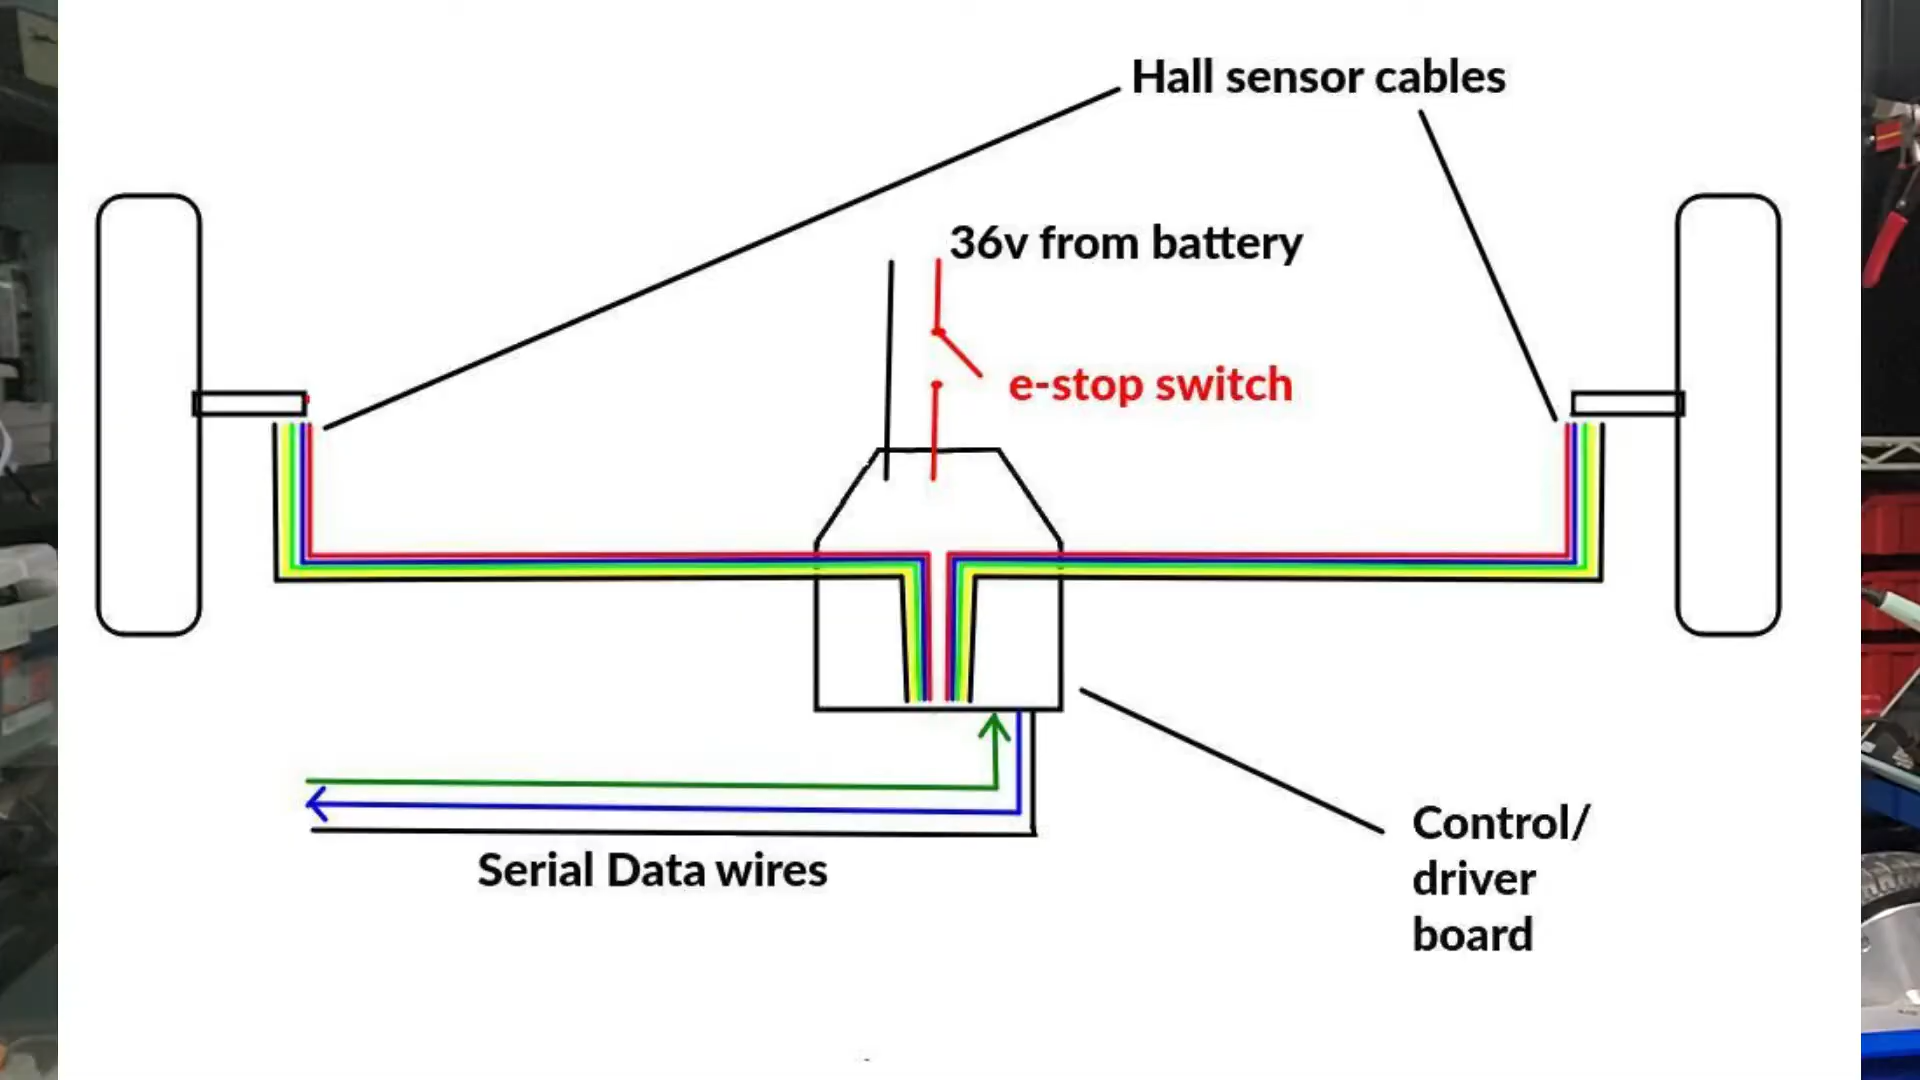 Hall sensor cables
36v from battery
e-stop switch
Serial Data wires
Control/
driver
board